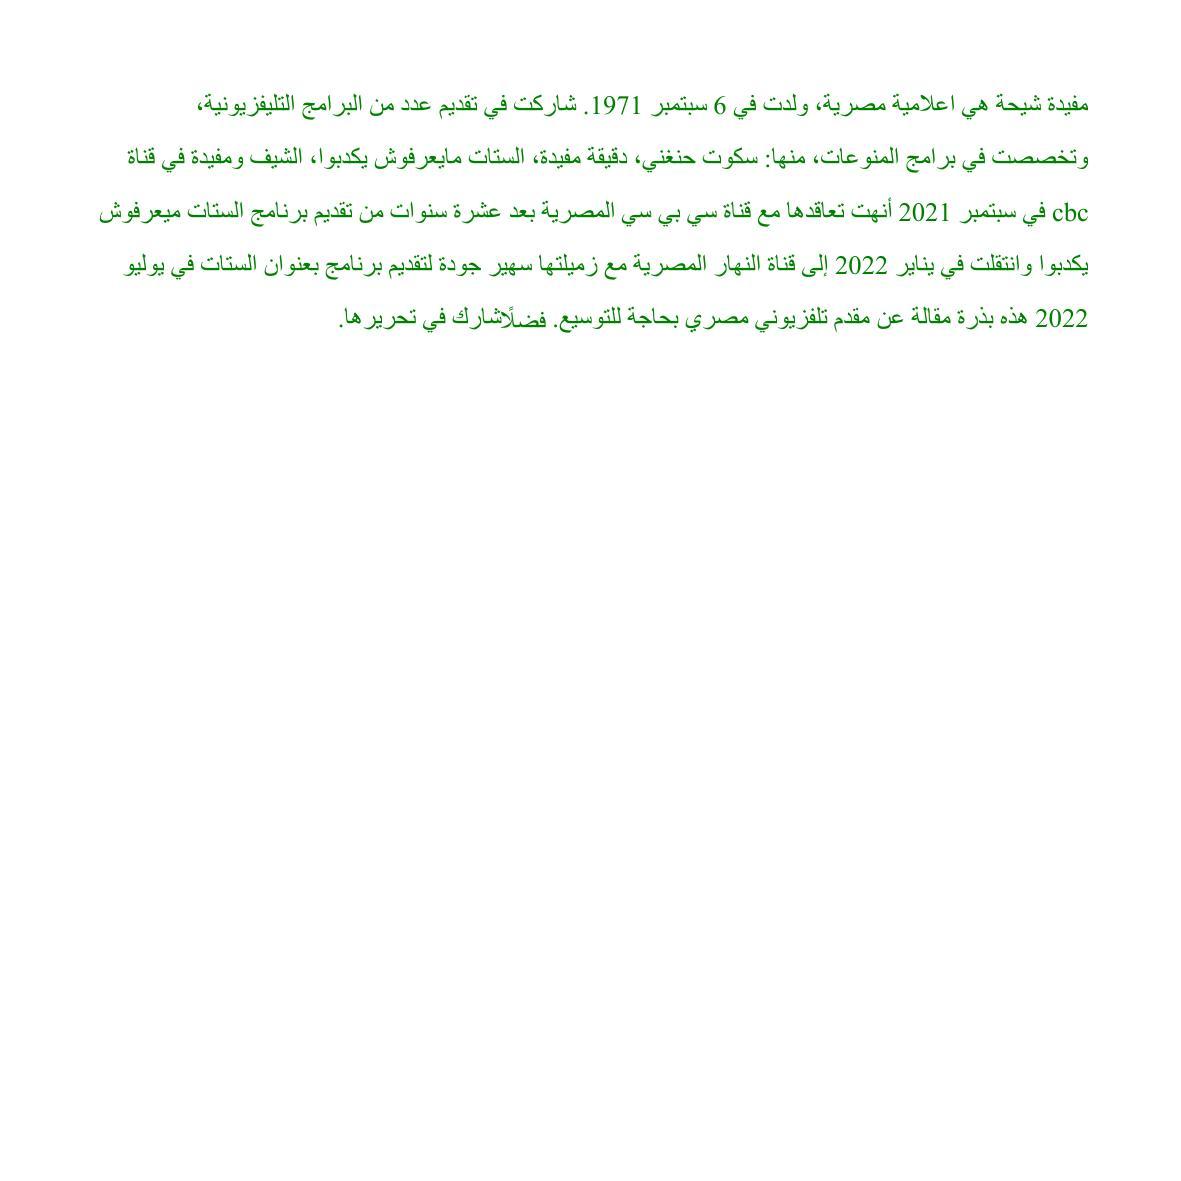 مفيدة شيحة هي اعلامية مصرية، ولدت في 6 سبتمبر 1971. شاركت في تقديم عدد من البرامج التليفزيونية،
وتخصصت في برامج المنوعات، منها: سكوت حنغني، دقيقة مفيدة، الستات مايعرفوش يكدبوا، الشيف ومفيدة في قناة
cbc في سبتمبر 2021 أنهت تعاقدها مع قناة سي بي سي المصرية بعد عشرة سنوات من تقديم برنامج الستات ميعرفوش
يكدبوا وانتقلت في يناير 2022 إلى قناة النهار المصرية مع زميلتها سهير جودة لتقديم برنامج بعنوان الستات في يوليو
2022 هذه بذرة مقالة عن مقدم تلفزيوني مصري بحاجة للتوسيع. فضلًاشارك في تحريرها.